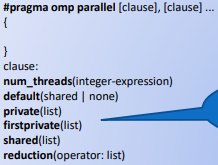 #pragma omp parallel [clause], [clause] ...
{
}
clause:
num_threads(integer-expression)
default(shared | none)
private(list)
firstprivate(list)
shared(list)
reduction(operator: list)